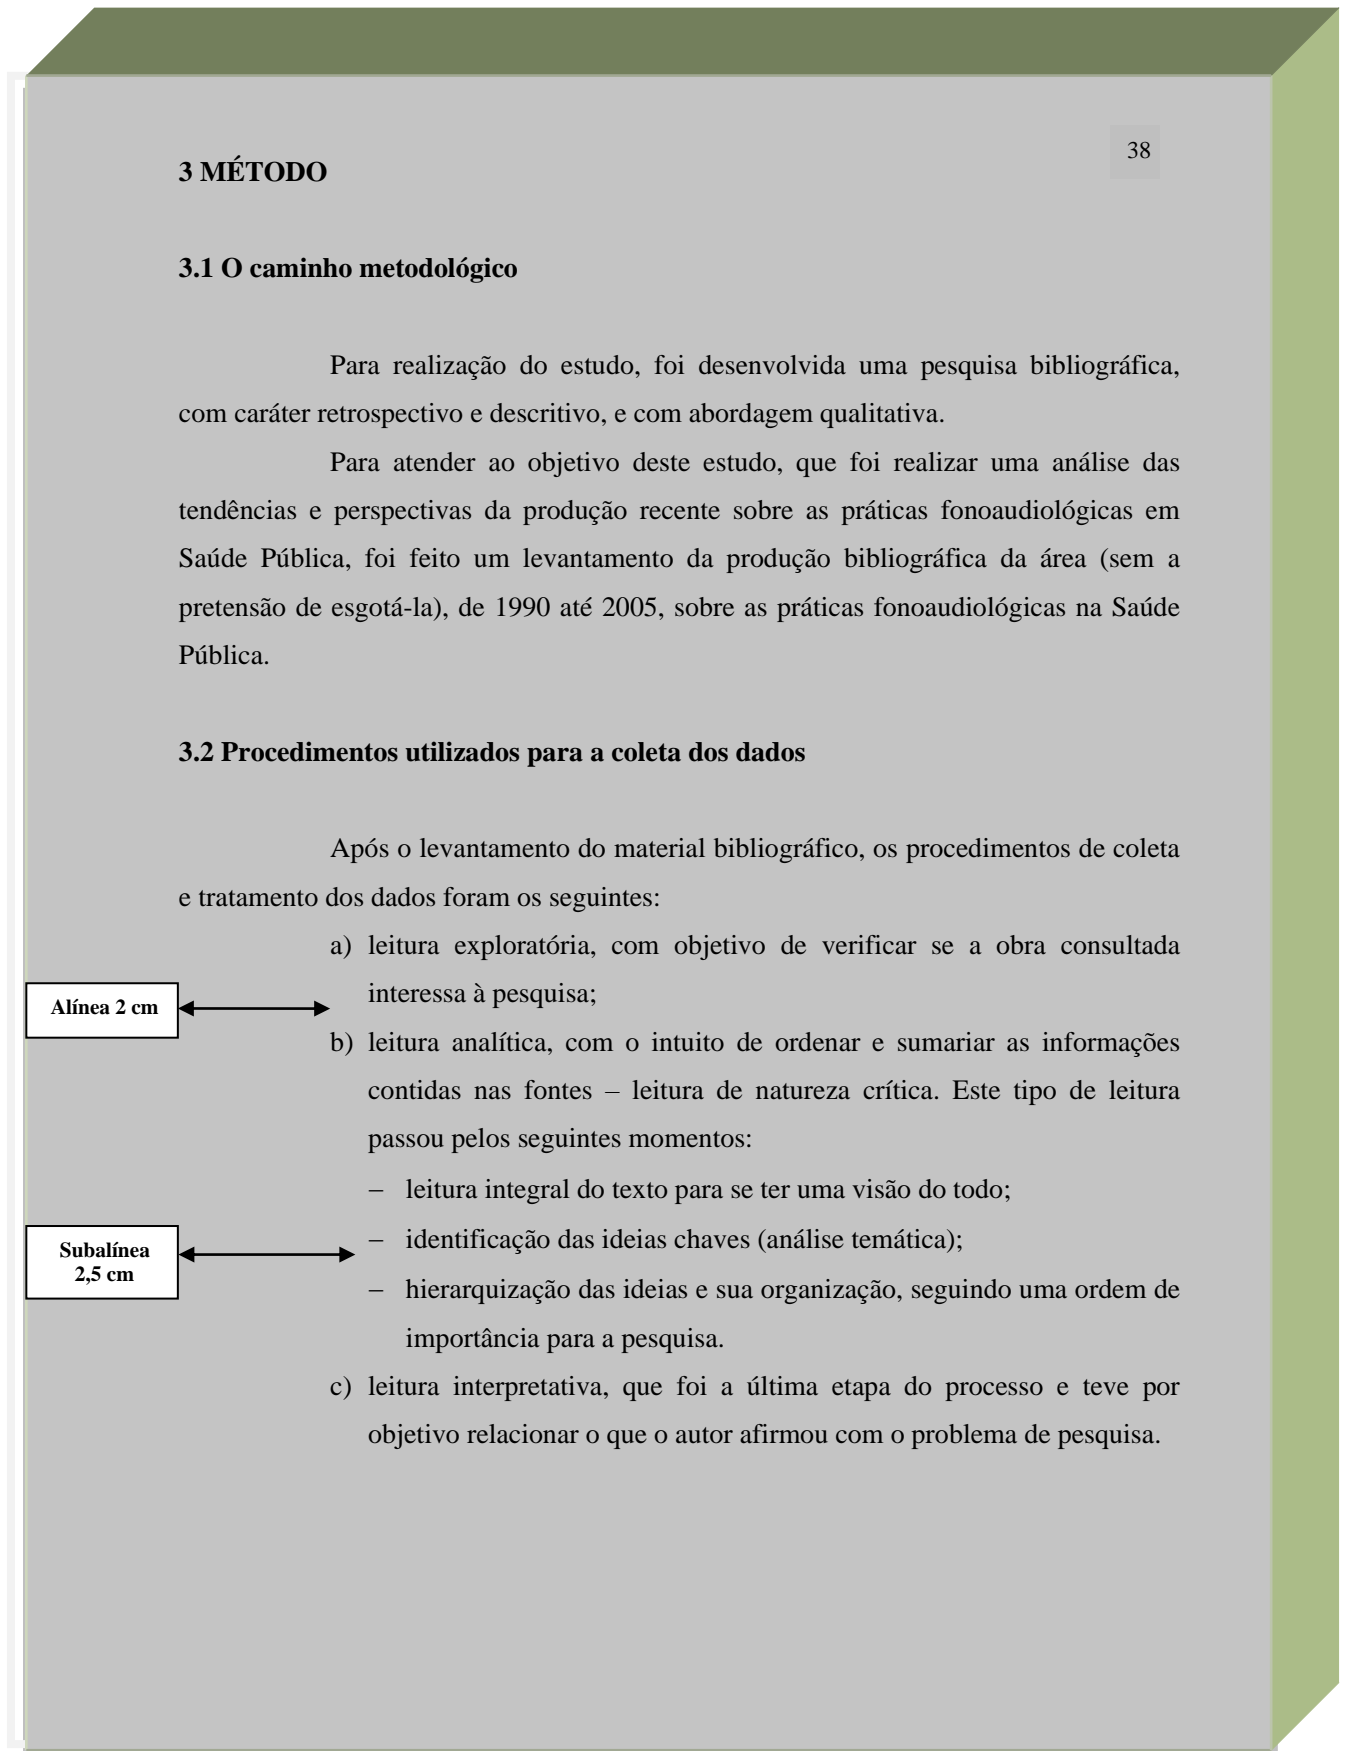 38
3 MÉTODO
3.1 O caminho metodológico
Para realização do estudo, foi desenvolvida uma pesquisa bibliográfica,
com caráter retrospectivo e descritivo, e com abordagem qualitativa.
Para atender ao objetivo deste estudo, que foi realizar uma análise das
tendências e perspectivas da produção recente sobre as práticas fonoaudiológicas em
Saúde Pública, foi feito um levantamento da produção bibliográfica da área (sem a
pretensão de esgotá-la), de 1990 até 2005, sobre as práticas fonoaudiológicas na Saúde
Pública.
3.2 Procedimentos utilizados para a coleta dos dados
Após o levantamento do material bibliográfico, os procedimentos de coleta
e tratamento dos dados foram os seguintes:
a) leitura exploratória, com objetivo de verificar se a obra consultada
interessa à pesquisa;
Alínea 2 cm
b) leitura analítica, com o intuito de ordenar e sumariar as informações
contidas nas fontes – leitura de natureza crítica. Este tipo de leitura
passou pelos seguintes momentos:
– leitura integral do texto para se ter uma visão do todo;
– identificação das ideias chaves (análise temática);
Subalínea
2,5 cm
– hierarquização das ideias e sua organização, seguindo uma ordem de
importância para a pesquisa.
c) leitura interpretativa, que foi a última etapa do processo e teve por
objetivo relacionar o que o autor afirmou com o problema de pesquisa.